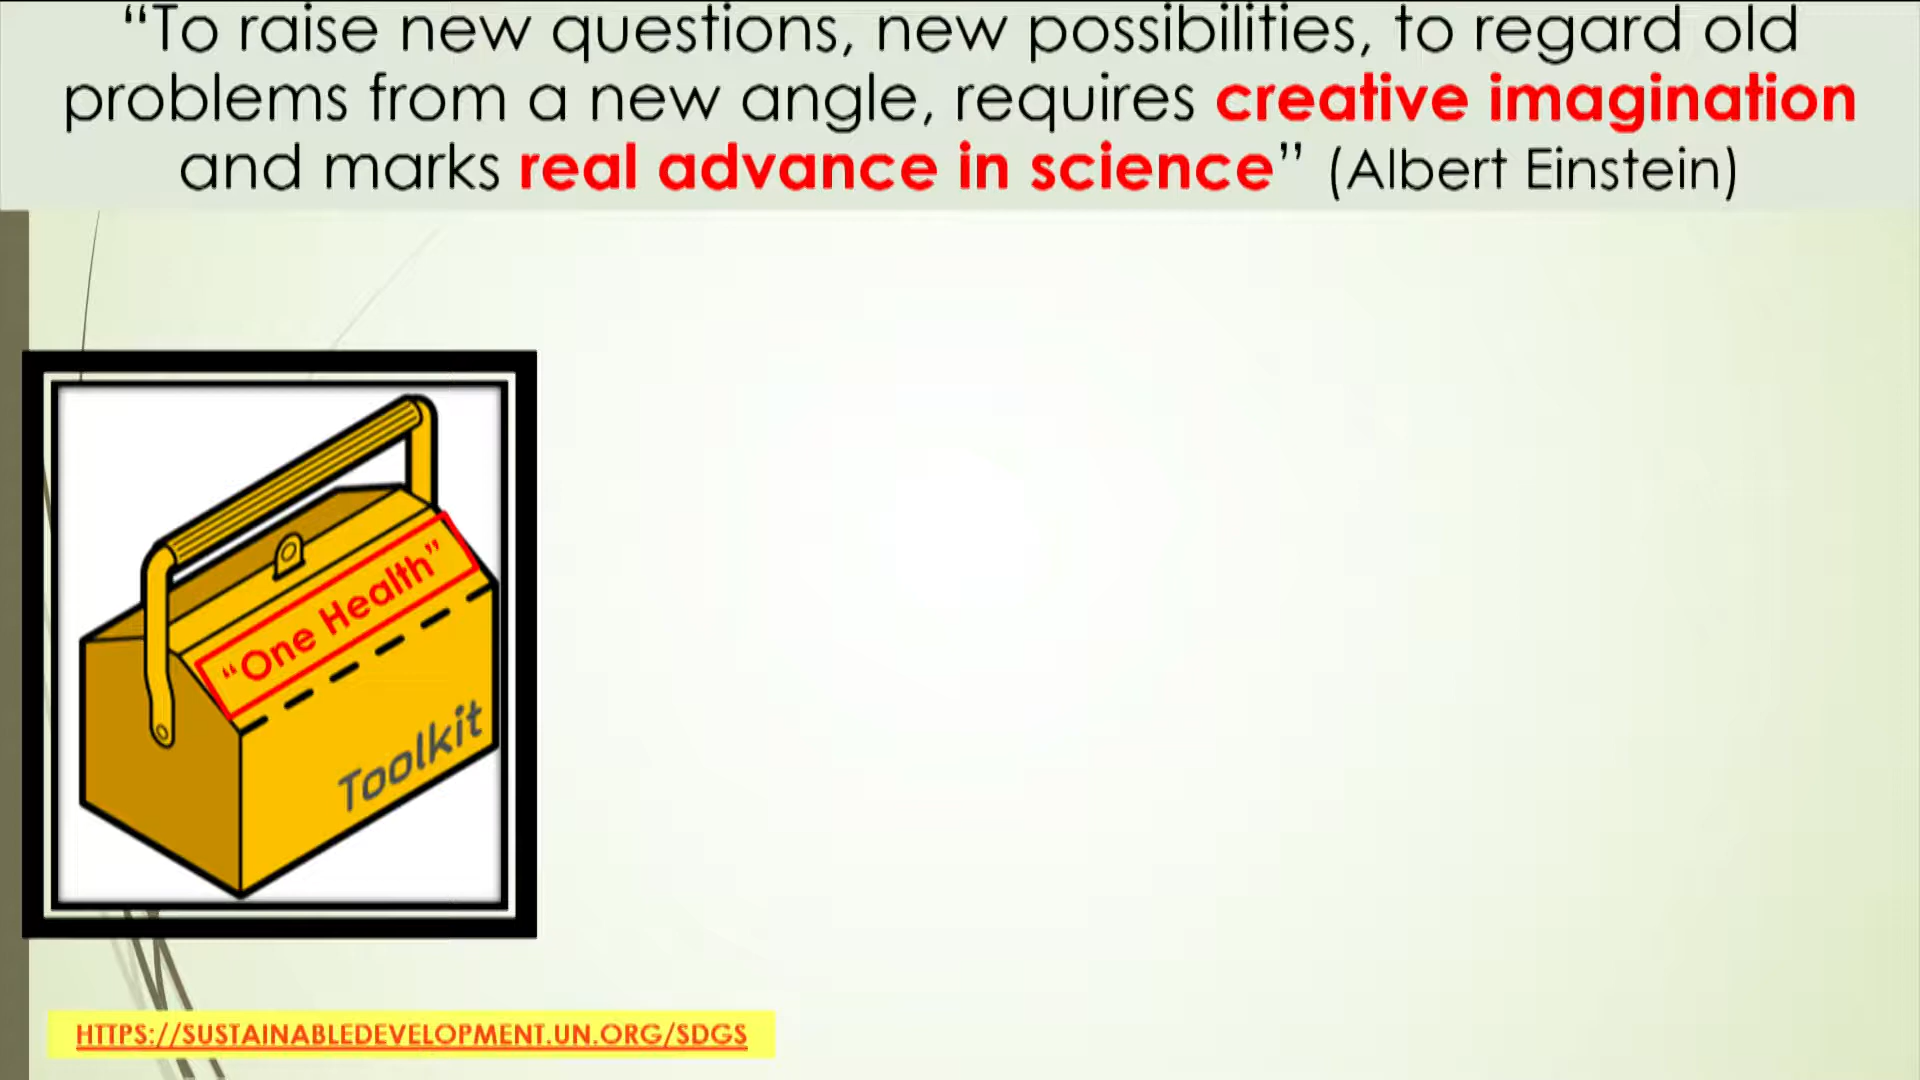 “To raise new questions, new possibilities, to regard old
problems from a new angle, requires creative imagination
and marks real advance in science” (Albert Einstein)
“One Health”
Toolkit
HTTPS://SUSTAINABLEDEVELOPMENT.UN.ORG/SDGS